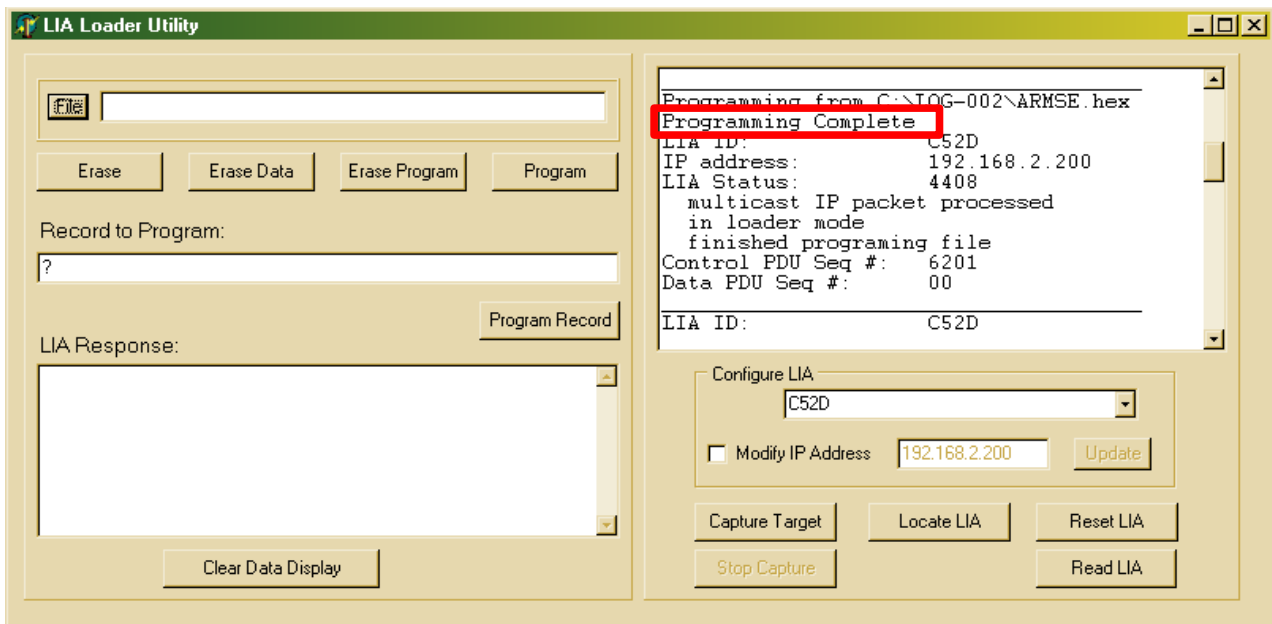 LIA Loader Utility
File
Erase Erase Data Erase Program Program
Record to Program:
?
Program Record
LIA Response:
Clear Data Display
Programming from C:\IOG-002\ARMSE.hex
Programming Complete
LIA ID: C52D
IP address: 192.168.2.200
LIA Status: 4408
multicast IP packet processed
in loader mode
finished programing file
Control PDU Seq #: 6201
Data PDU Seq #: 00
LIA ID: C52D
Configure LIA
C52D
Modify IP Address 192.168.2.200 Update
Capture Target Locate LIA Reset LIA
Stop Capture Read LIA